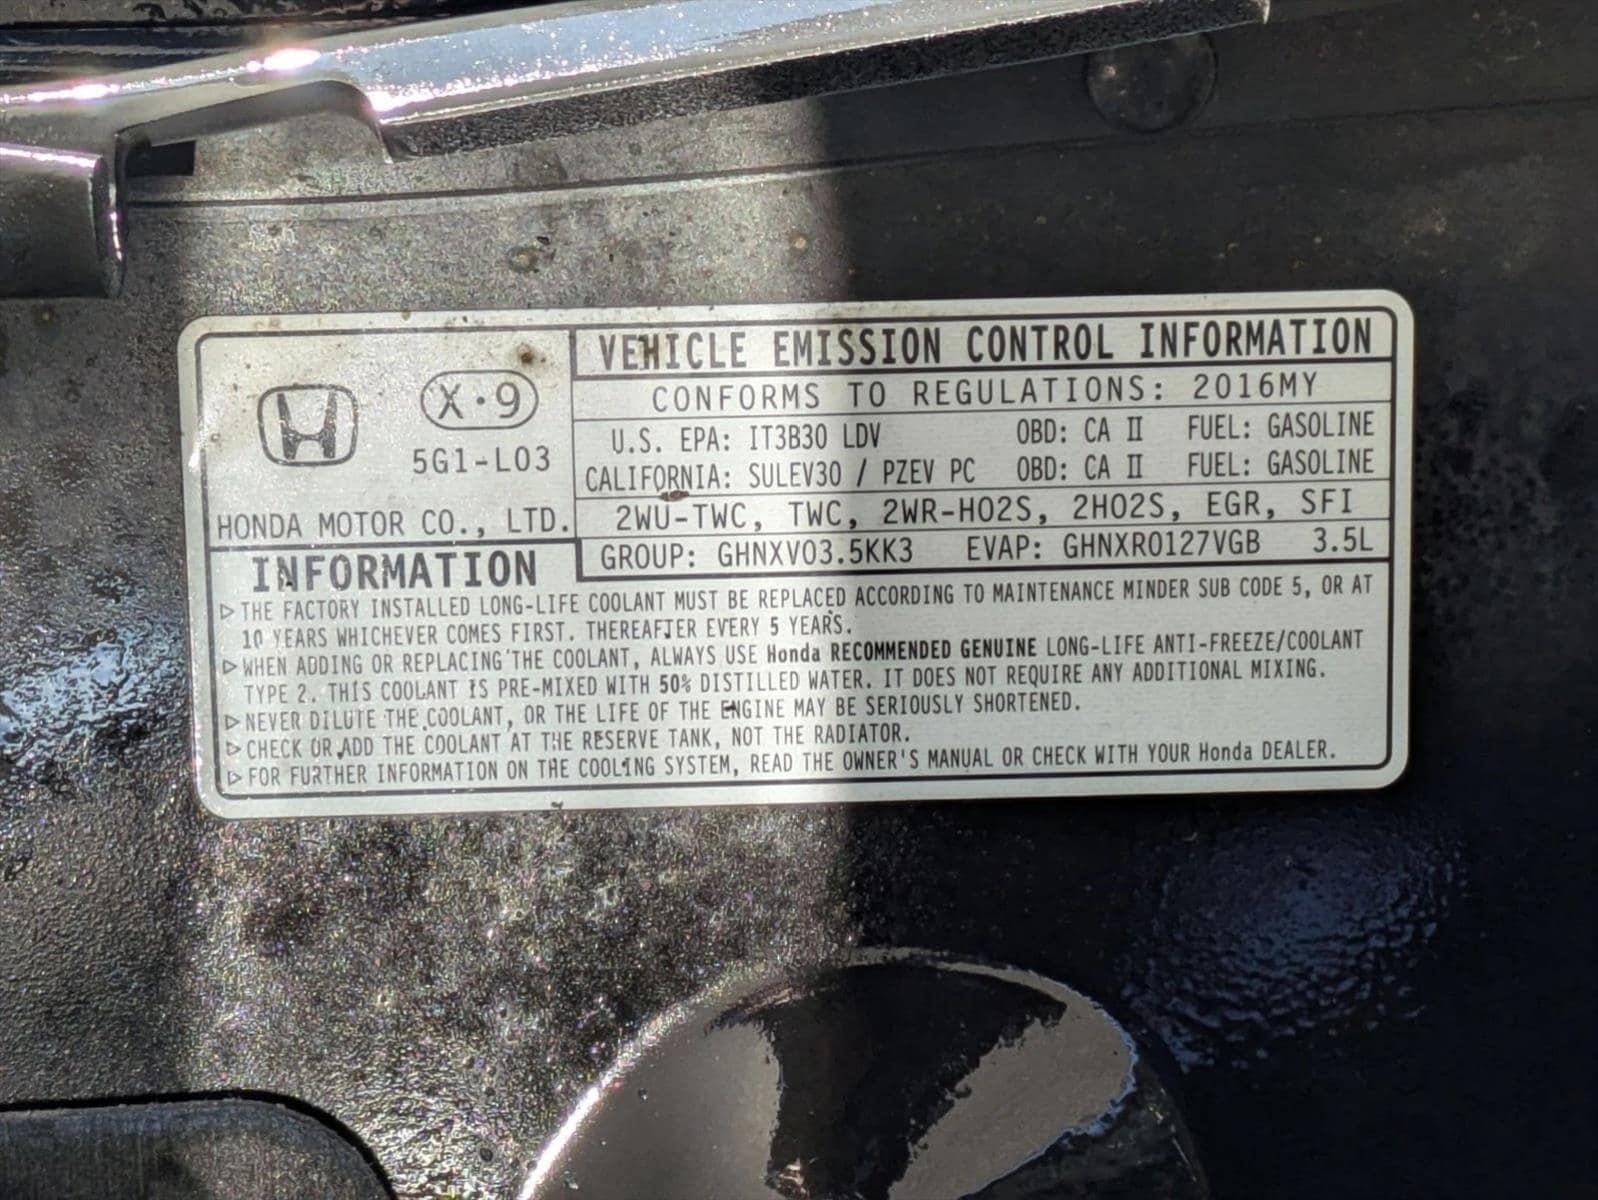 VEHICLE EMISSION CONTROL INFORMATION
X・9
5G1-L03
HONDA MOTOR CO., LTD.
CONFORMS TO REGULATIONS: 2016MY
U.S. EPA: IT3B30 LDV OBD: CA II FUEL: GASOLINE
CALIFORNIA: SULEV30 / PZEV PC OBD: CA II FUEL: GASOLINE
2WU-TWC, TWC, 2WR-HO2S, 2HO2S, EGR, SFI
GROUP: GHNXV03.5KK3 EVAP: GHNXR0127VGB 3.5L
INFORMATION
▷THE FACTORY INSTALLED LONG-LIFE COOLANT MUST BE REPLACED ACCORDING TO MAINTENANCE MINDER SUB CODE 5, OR AT
10 YEARS WHICHEVER COMES FIRST. THEREAFTER EVERY 5 YEARS.
▷WHEN ADDING OR REPLACING THE COOLANT, ALWAYS USE Honda RECOMMENDED GENUINE LONG-LIFE ANTI-FREEZE/COOLANT
TYPE 2. THIS COOLANT IS PRE-MIXED WITH 50% DISTILLED WATER. IT DOES NOT REQUIRE ANY ADDITIONAL MIXING.
▷NEVER DILUTE THE COOLANT, OR THE LIFE OF THE ENGINE MAY BE SERIOUSLY SHORTENED.
▷CHECK OR ADD THE COOLANT AT THE RESERVE TANK, NOT THE RADIATOR.
▷FOR FURTHER INFORMATION ON THE COOLING SYSTEM, READ THE OWNER'S MANUAL OR CHECK WITH YOUR Honda DEALER.